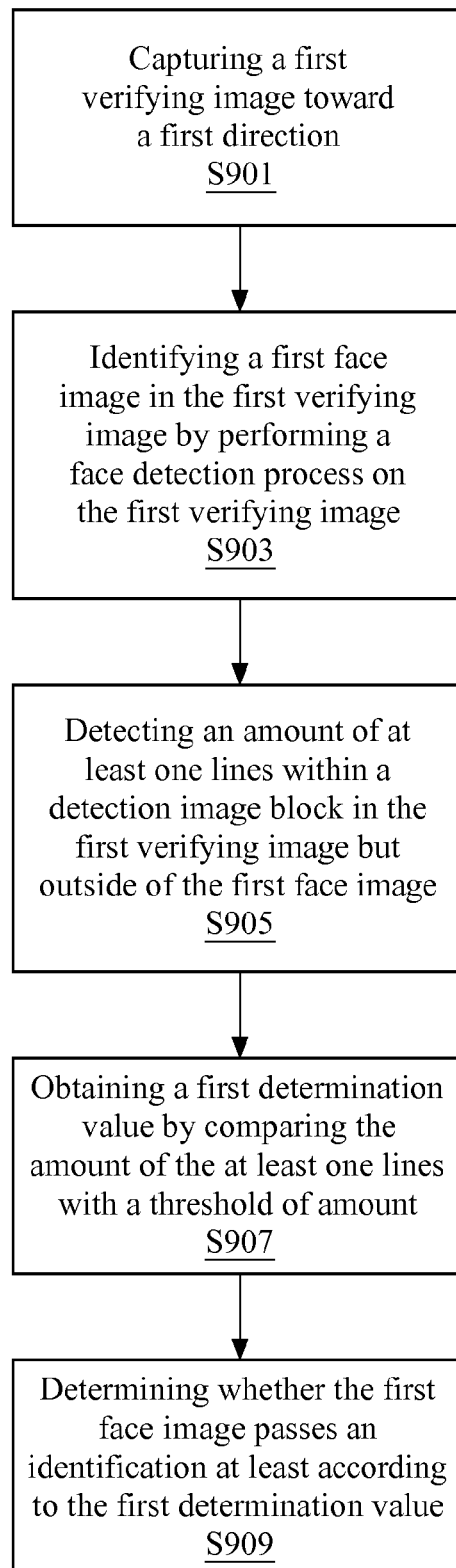 Capturing a first
verifying image toward
a first direction
S901
Identifying a first face
image in the first verifying
image by performing a
face detection process on
the first verifying image
S903
Detecting an amount of at
least one lines within a
detection image block in the
first verifying image but
outside of the first face image
S905
Obtaining a first determination
value by comparing the
amount of the at least one lines
with a threshold of amount
S907
Determining whether the first
face image passes an
identification at least according
to the first determination value
S909